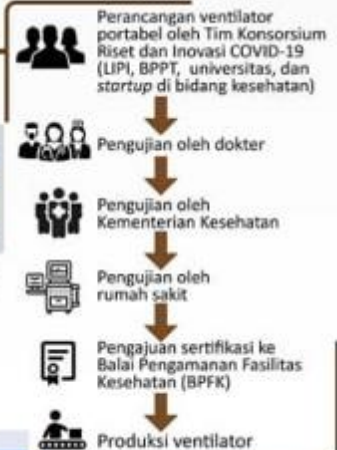 Perancangan ventilator
portabel oleh Tim Konsorsium
Riset dan Inovasi COVID-19
(LIPI, BPPT, universitas, dan
startup di bidang kesehatan)
Pengujian oleh dokter
Pengujian oleh
Kementerian Kesehatan
Pengujian oleh
rumah sakit
Pengajuan sertifikasi ke
Balai Pengamanan Fasilitas
Kesehatan (BPFK)
Produksi ventilator